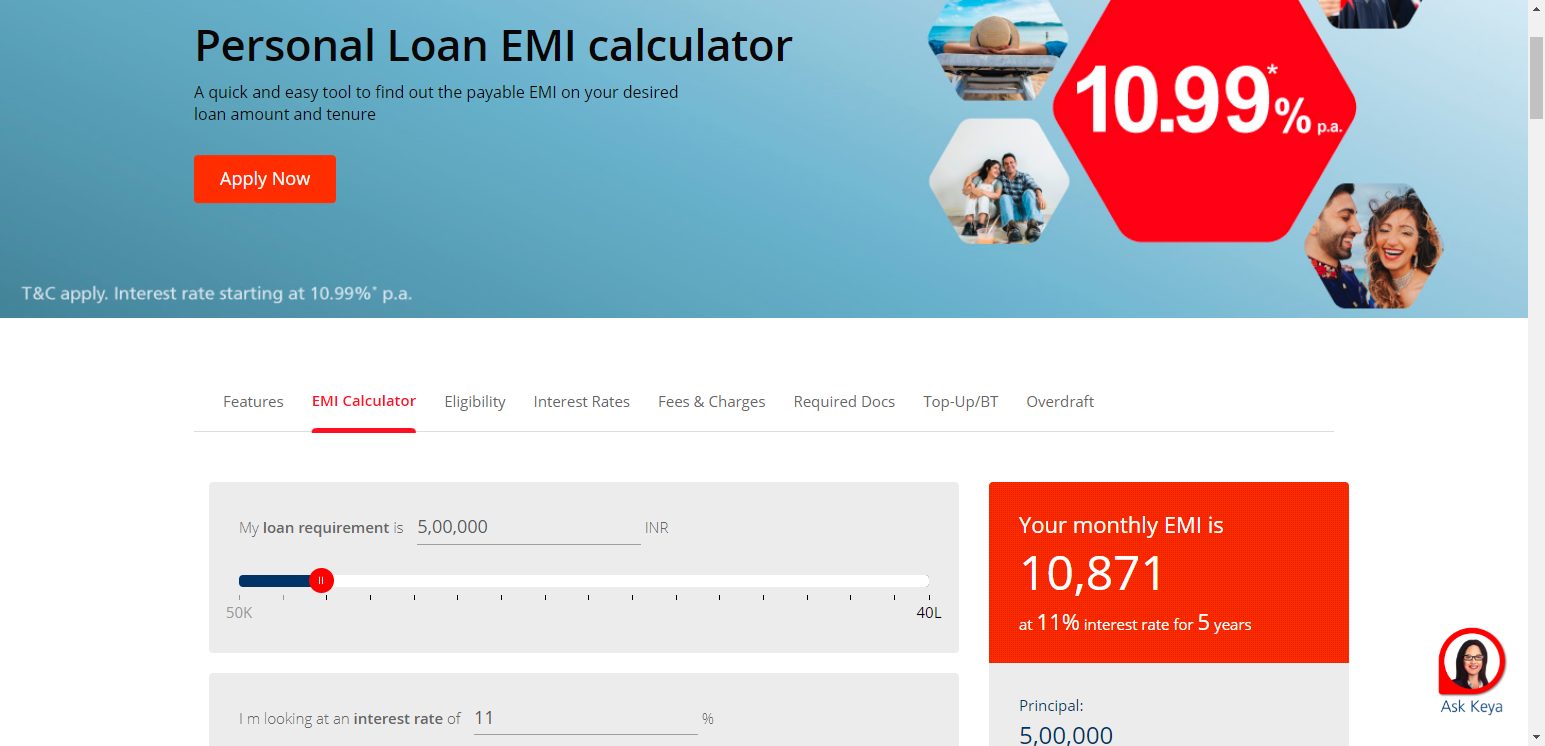 Personal Loan EMI calculator
A quick and easy tool to find out the payable EMI on your desired
loan amount and tenure
Apply Now
10.99*% p.a.
T&C apply. Interest rate starting at 10.99%* p.a.
Features EMI Calculator Eligibility Interest Rates Fees & Charges Required Docs Top-Up/BT Overdraft
My loan requirement is 5,00,000 INR
50K 40L
I m looking at an interest rate of 11 %
Your monthly EMI is
10,871
at 11% interest rate for 5 years
Principal:
5,00,000
Ask Keya